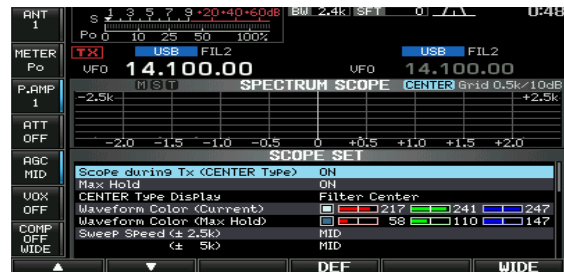 ANT 1
S 1 3 5 7 9 +20+40+60dB BW 2.4k SFT 0 0:48
Po 0 10 25 50 100%
METER Po
TX USB FIL2 USB FIL2
VFO 14.100.00 VFO 14.100.00
P.AMP 1
MST SPECTRUM SCOPE CENTER Grid 0.5k/10dB
-2.5k +2.5k
ATT OFF
-2.0 -1.5 -1.0 -0.5 0 +0.5 +1.0 +1.5 +2.0
SCOPE SET
AGC MID
Scope during Tx (CENTER Type) ON
Max Hold ON
VOX OFF
CENTER Type Display Filter Center
Waveform Color (Current) 217 241 247
Waveform Color (Max Hold) 58 110 147
COMP OFF WIDE
Sweep Speed (± 2.5k) MID
(± 5k) MID
DEF WIDE